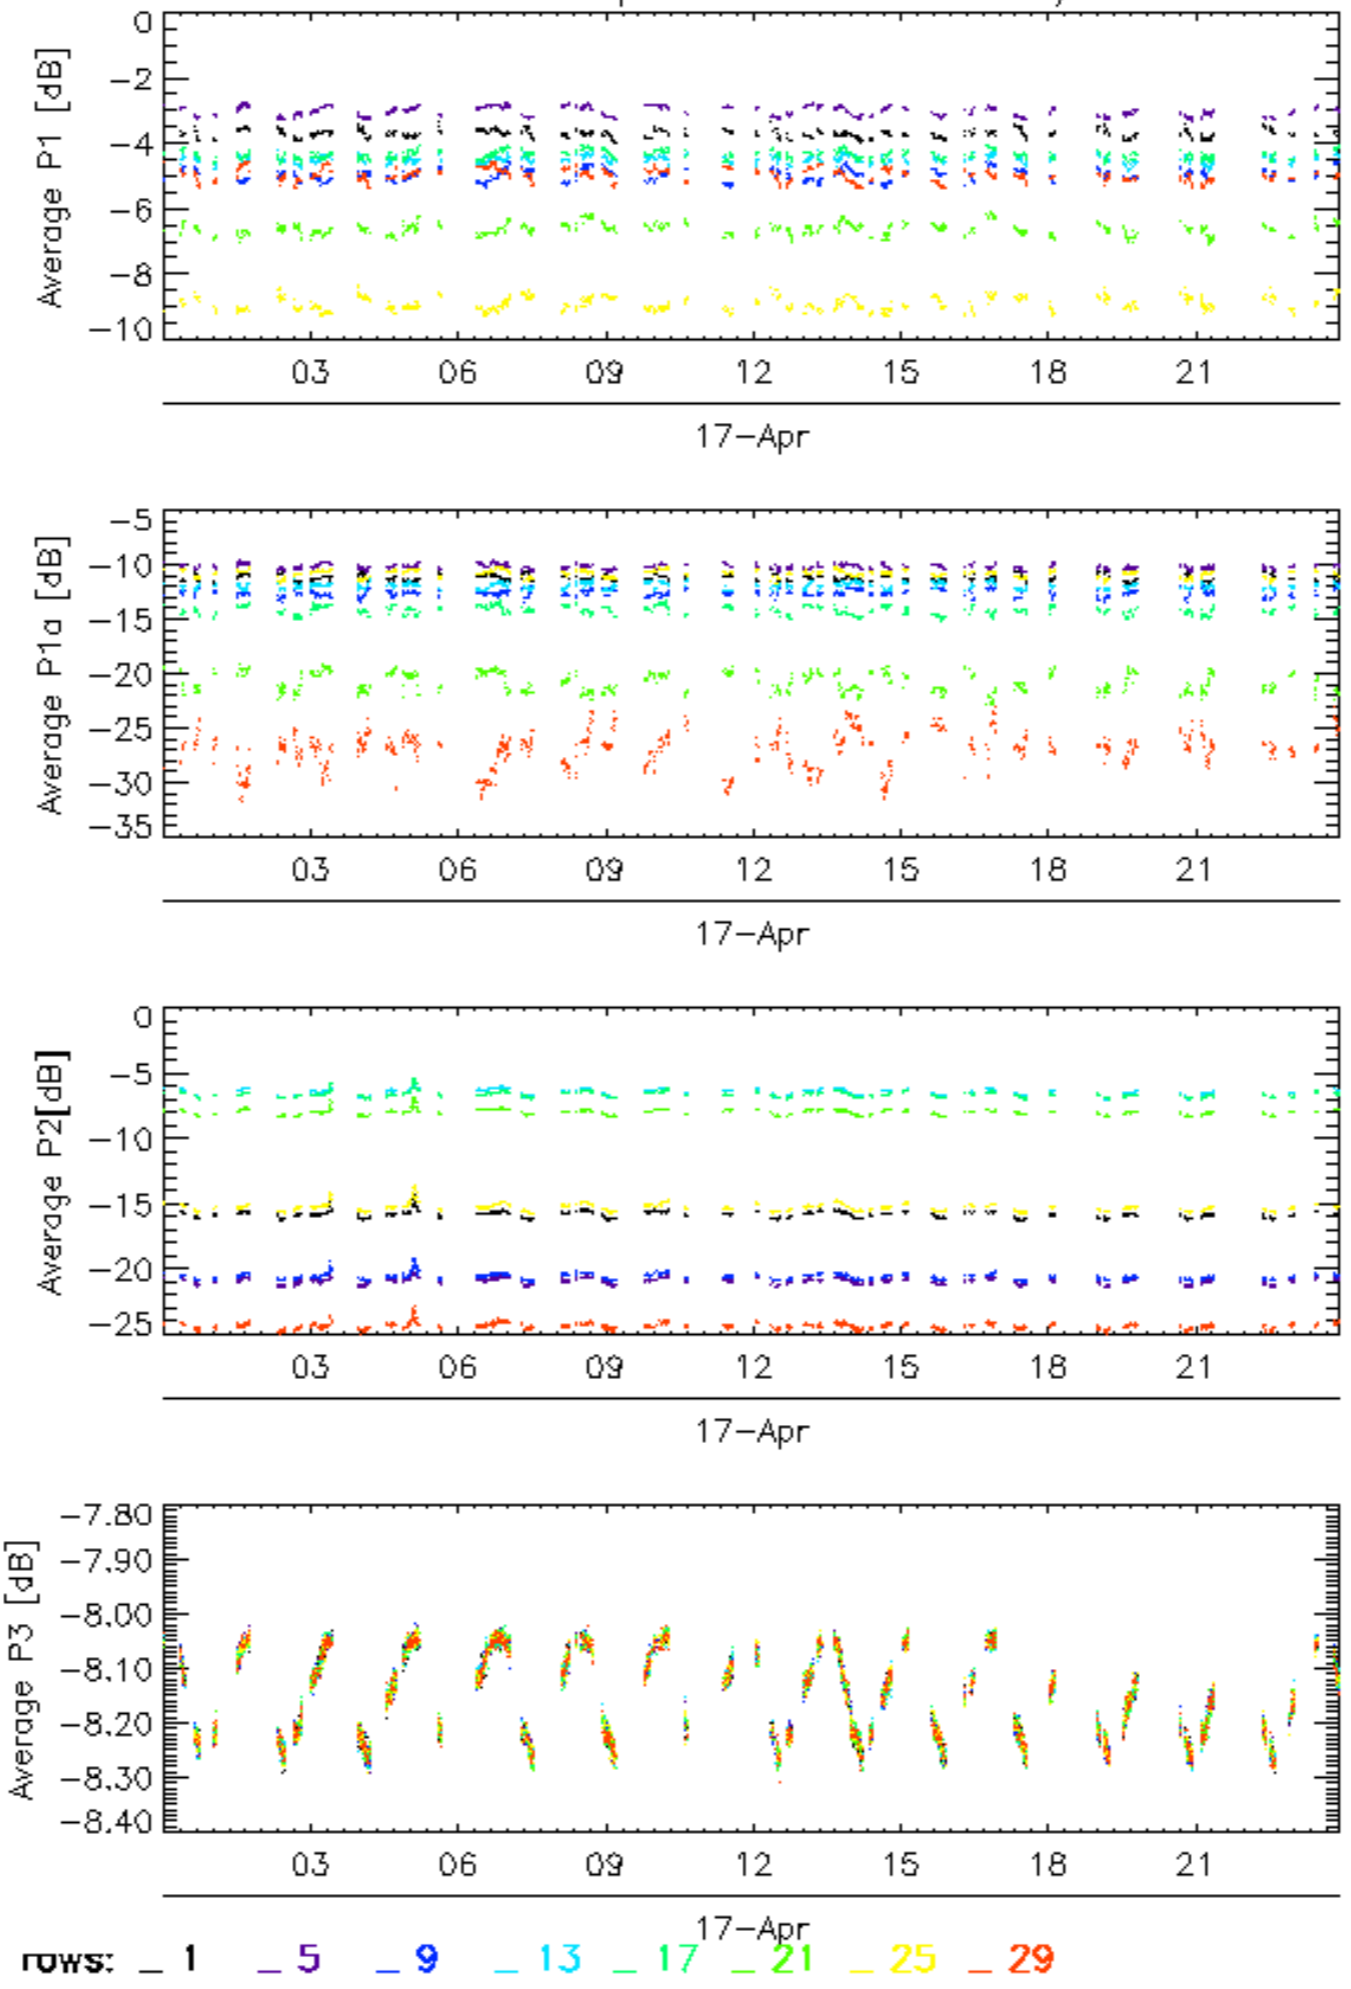 0
−2
−4
−6
−8
−10
Average P1 [dB]
03 06 09 12 15 18 21
17−Apr
−5
−10
−15
−20
−25
−30
−35
Average P1a [dB]
03 06 09 12 15 18 21
17−Apr
0
−5
−10
−15
−20
−25
Average P2[dB]
03 06 09 12 15 18 21
17−Apr
−7.80
−7.90
−8.00
−8.10
−8.20
−8.30
−8.40
Average P3 [dB]
03 06 09 12 15 18 21
17−Apr
rows: _ 1 _ 5 _ 9 _ 13 _ 17 _ 21 _ 25 _ 29